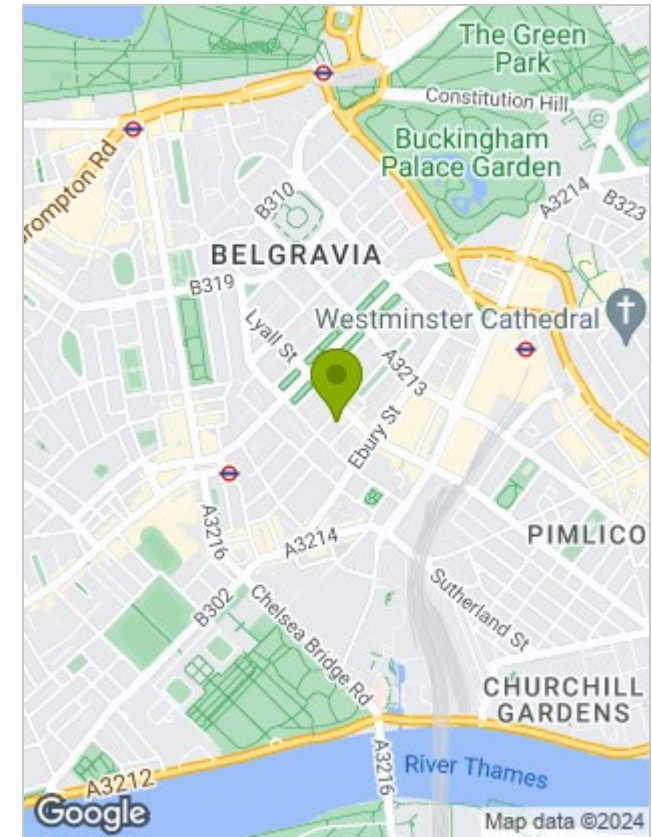 The Green
Park
Constitution Hill
Buckingham
Palace Garden
rompton Rd
B310
A3214
B323
BELGRAVIA
B319
Lyall St
Westminster Cathedral
A3213
Ebury St
A3216
A3214
PIMLICO
B302
Sutherland St
Chelsea Bridge Rd
CHURCHILL
GARDENS
A3212
A3216
River Thames
Google
Map data ©2024